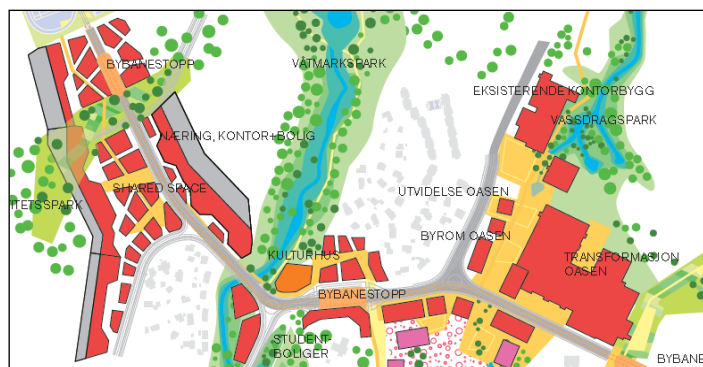 BYBANESTOPP
VÅTMARKSPARK
EKSISTERENDE KONTORBYGG
VASSDRAGSPARK
NÆRING, KONTOR+BOLIG
SHARED SPACE
UTVIDELSE OASEN
ITETSSPARK
BYROM OASEN
KULTURHUS
TRANSFORMASJON
OASEN
BYBANESTOPP
STUDENT-
BOLIGER
BYBANE